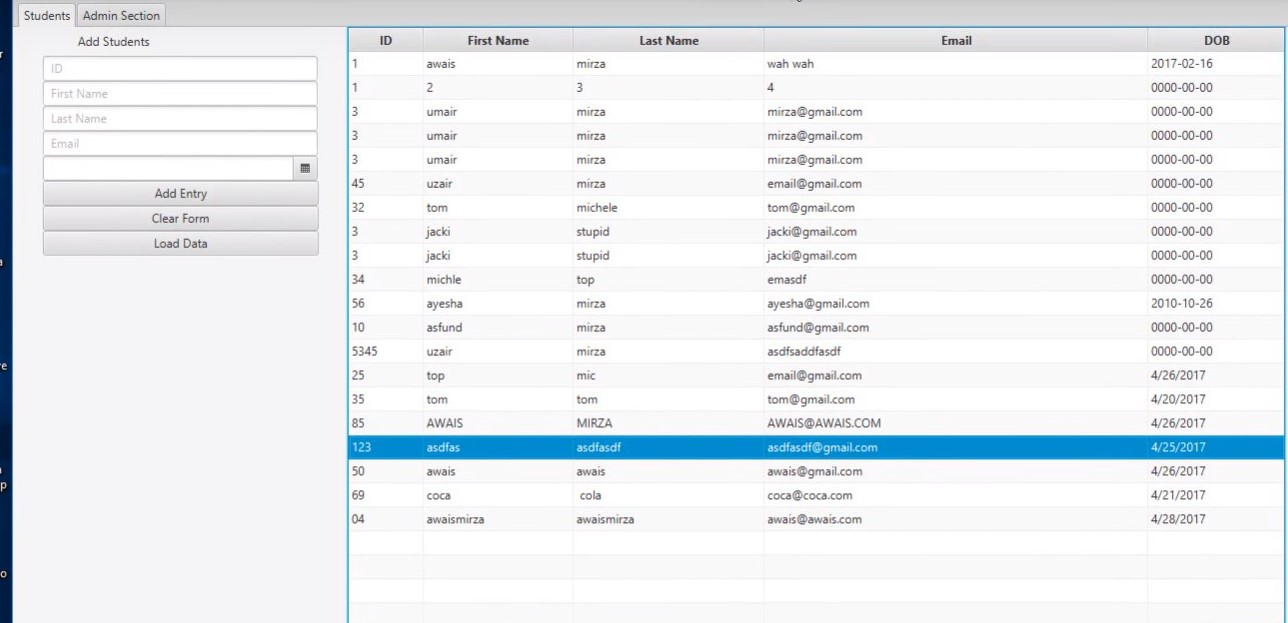 Students Admin Section
Add Students
ID
First Name
Last Name
Email
Add Entry
Clear Form
Load Data
ID First Name Last Name Email DOB
1 awais mirza wah wah 2017-02-16
1 2 3 4 0000-00-00
3 umair mirza mirza@gmail.com 0000-00-00
3 umair mirza mirza@gmail.com 0000-00-00
3 umair mirza mirza@gmail.com 0000-00-00
45 uzair mirza email@gmail.com 0000-00-00
32 tom michele tom@gmail.com 0000-00-00
3 jacki stupid jacki@gmail.com 0000-00-00
3 jacki stupid jacki@gmail.com 0000-00-00
34 michle top emasdf 0000-00-00
56 ayesha mirza ayesha@gmail.com 2010-10-26
10 asfund mirza asfund@gmail.com 0000-00-00
5345 uzair mirza asdfsaddfasdf 0000-00-00
25 top mic email@gmail.com 4/26/2017
35 tom tom tom@gmail.com 4/20/2017
85 AWAIS MIRZA AWAIS@AWAIS.COM 4/26/2017
123 asdfas asdfasdf asdfasdf@gmail.com 4/25/2017
50 awais awais awais@gmail.com 4/26/2017
69 coca cola coca@coca.com 4/21/2017
04 awaismirza awaismirza awais@awais.com 4/28/2017